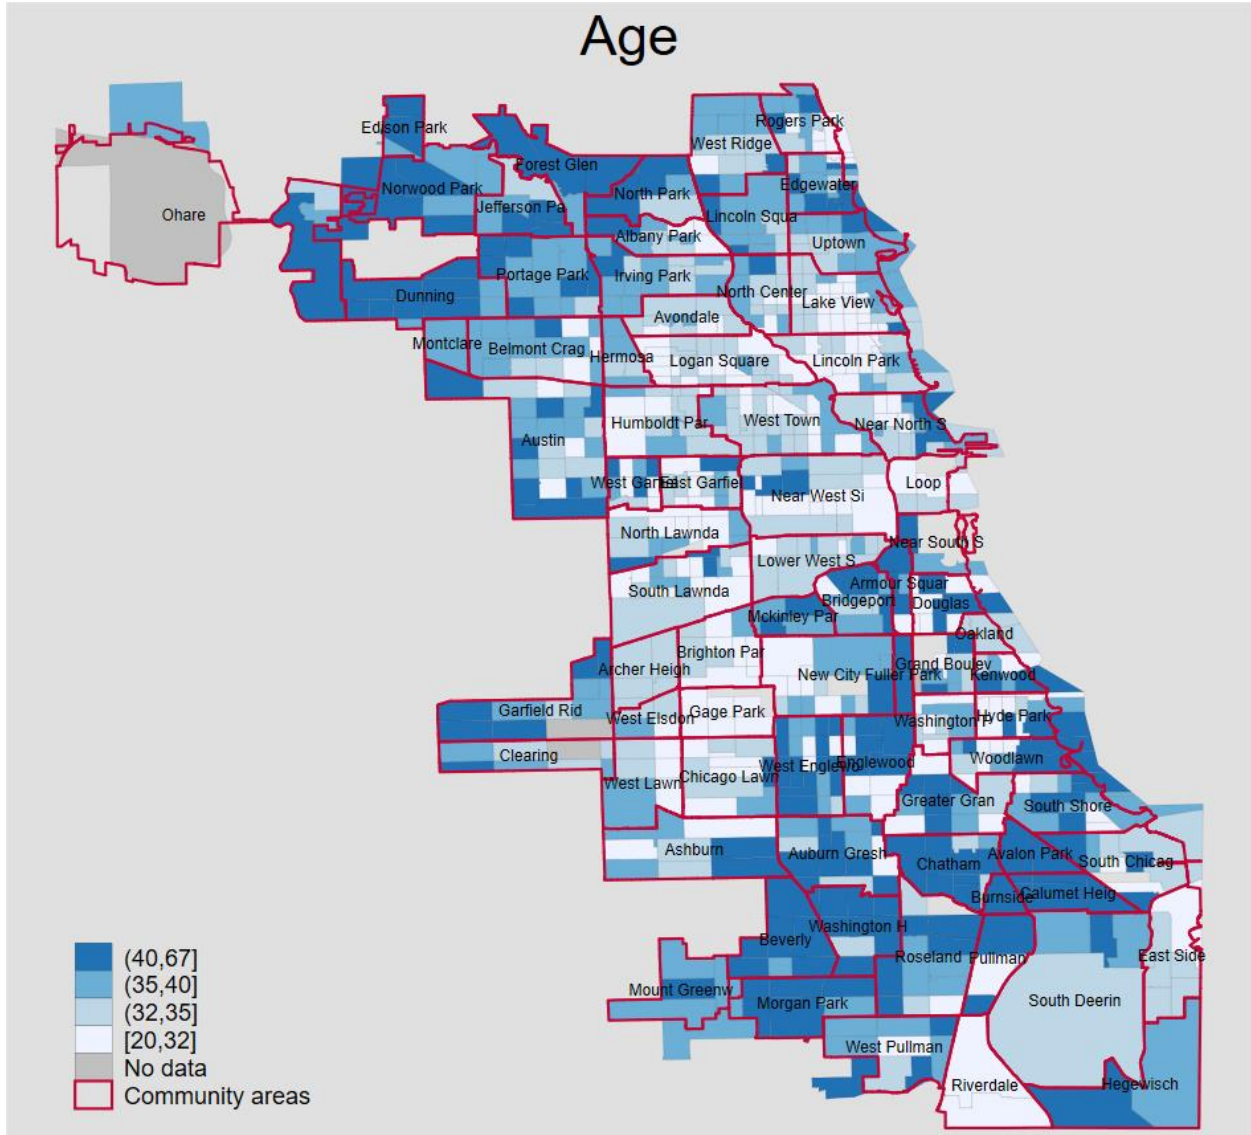 Age
Edison Park
Rogers Park
West Ridge
Forest Glen
Norwood Park
North Park
Edgewater
Ohare
Jefferson Pa
Lincoln Squa
Albany Park
Uptown
Portage Park
Irving Park
Dunning
North Center
Lake View
Avondale
Montclare
Belmont Crag
Hermosa
Logan Square
Lincoln Park
Humboldt Par
West Town
Near North S
Austin
West Garfiel
East Garfiel
Near West Si
Loop
North Lawnda
Near South S
Lower West S
South Lawnda
Armour Squar
Bridgeport
Douglas
Mckinley Par
Oakland
Brighton Par
Archer Heigh
Grand Boulev
New City
Fuller Park
Kenwood
Garfield Rid
West Elsdon
Gage Park
Washington P
Hyde Park
Clearing
West Englewo
Englewood
Woodlawn
West Lawn
Chicago Lawn
Greater Gran
South Shore
Ashburn
Auburn Gresh
Chatham
Avalon Park
South Chicag
Burnside
Calumet Heig
Beverly
Washington H
Roseland
Pullman
East Side
Mount Greenw
Morgan Park
South Deerin
West Pullman
Riverdale
Hegewisch
(40,67]
(35,40]
(32,35]
[20,32]
No data
Community areas